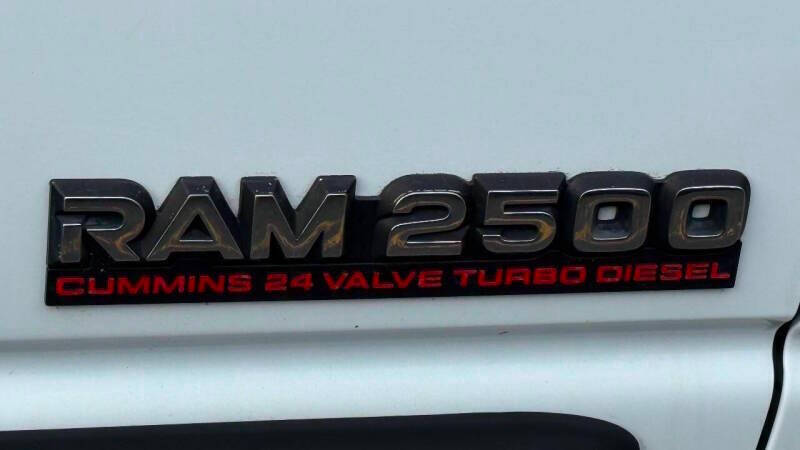 RAM 2500
CUMMINS 24 VALVE TURBO DIESEL